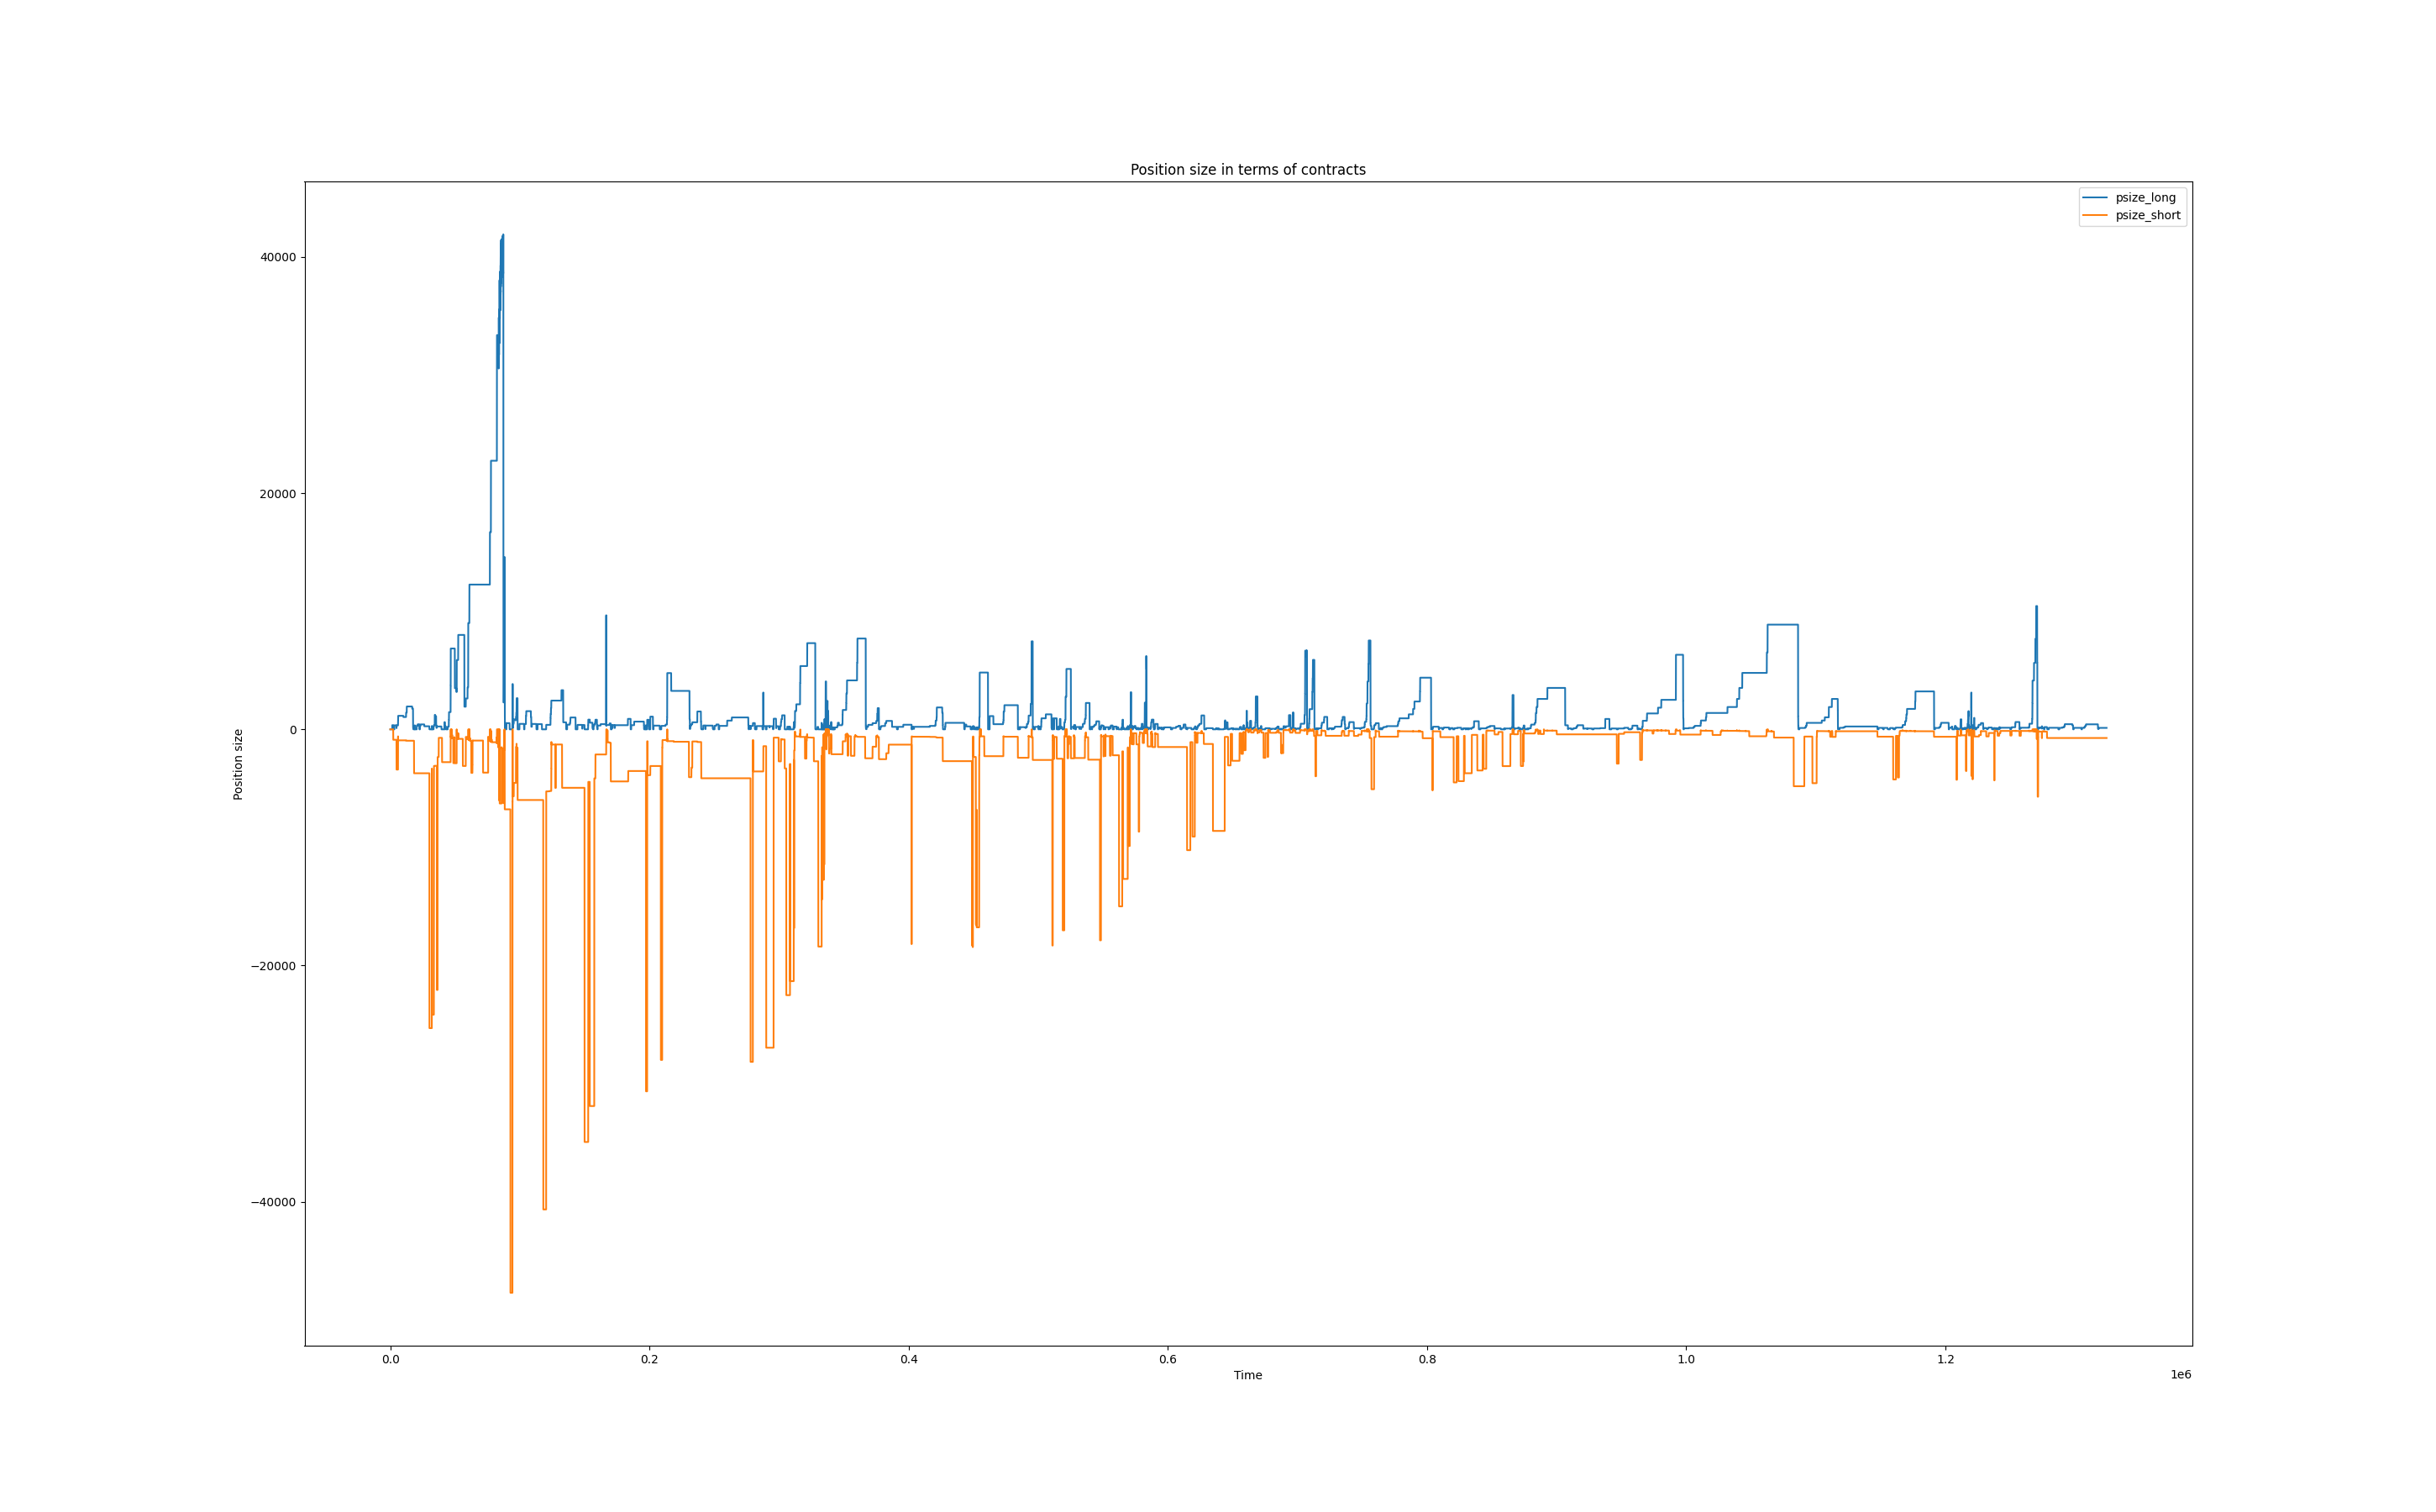 Position size in terms of contracts
psize_long
psize_short
40000
20000
0
−20000
−40000
Position size
0.0
0.2
0.4
0.6
0.8
1.0
1.2
1e6
Time